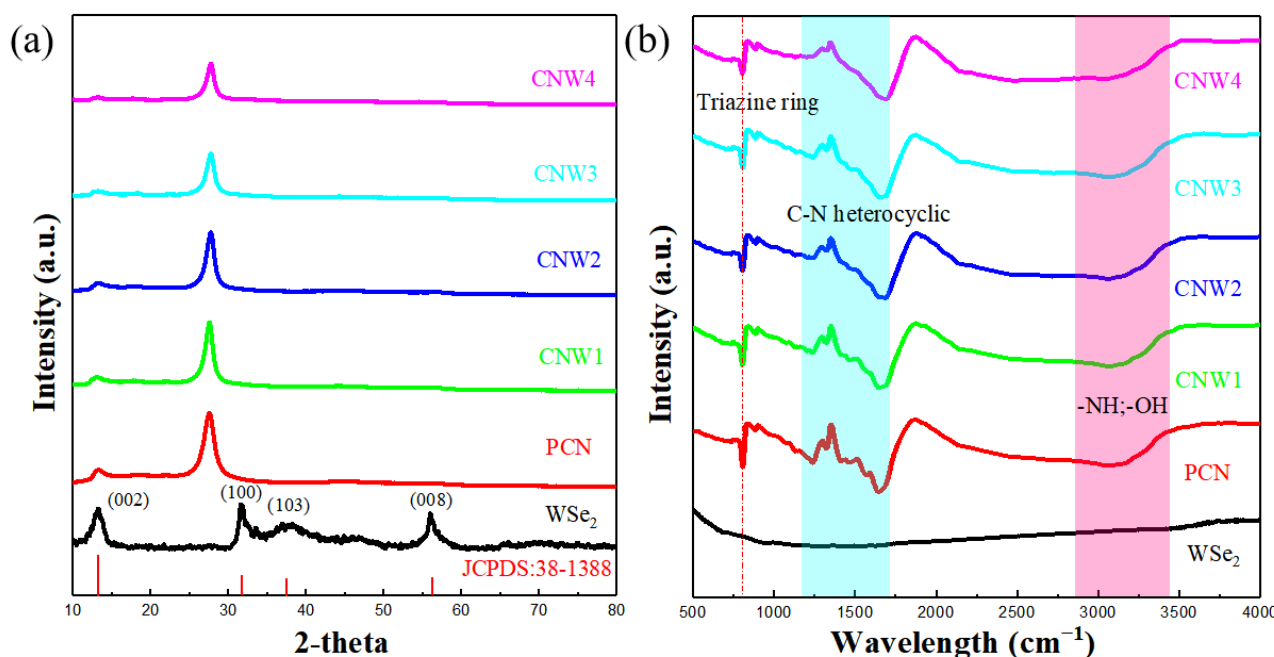 (a)
CNW4
CNW3
CNW2
CNW1
PCN
(002)
(100)
(103)
(008)
WSe₂
JCPDS:38-1388
10 20 30 40 50 60 70 80
2-theta
Intensity (a.u.)
(b)
CNW4
Triazine ring
CNW3
C-N heterocyclic
CNW2
CNW1
-NH;-OH
PCN
WSe₂
500 1000 1500 2000 2500 3000 3500 4000
Wavelength (cm⁻¹)
Intensity (a.u.)